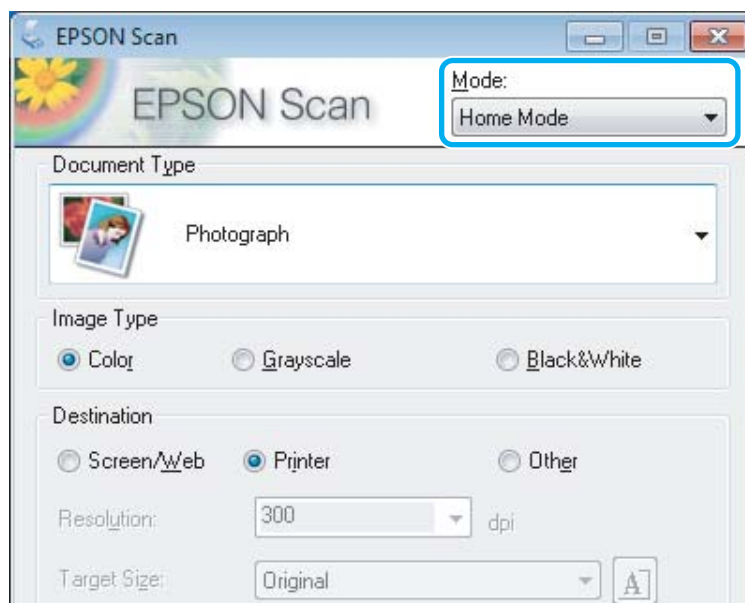 EPSON Scan
EPSON Scan
Mode:
Home Mode
Document Type
Photograph
Image Type
Color Grayscale Black&White
Destination
Screen/Web Printer Other
Resolution: 300 dpi
Target Size: Original A